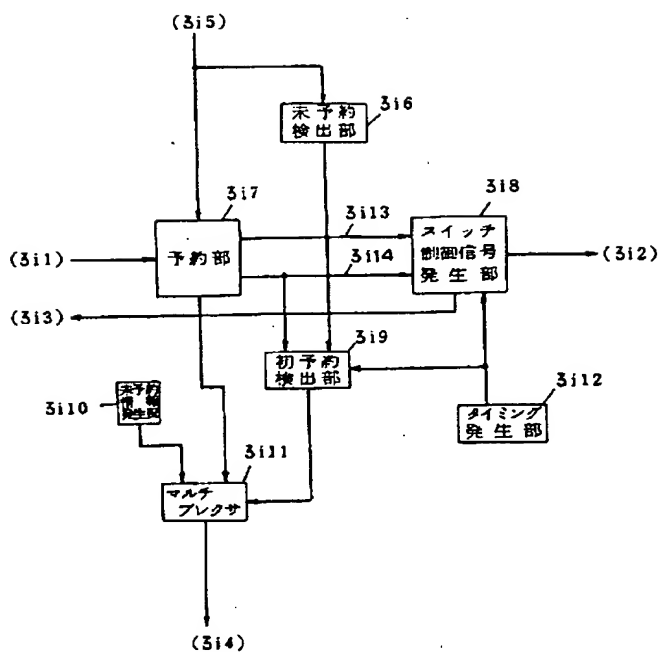 (3i5)
未予約
検出部
3i6
3i7
3i13
3i8
(3i1)
予約部
スイッチ
制画信号
発生部
(3i2)
3i14
(3i3)
3i9
初予約
検出部
3i12
3i10
未予約
情報
発生部
タイミング
発生部
3i11
マルチ
プレクサ
(3i4)